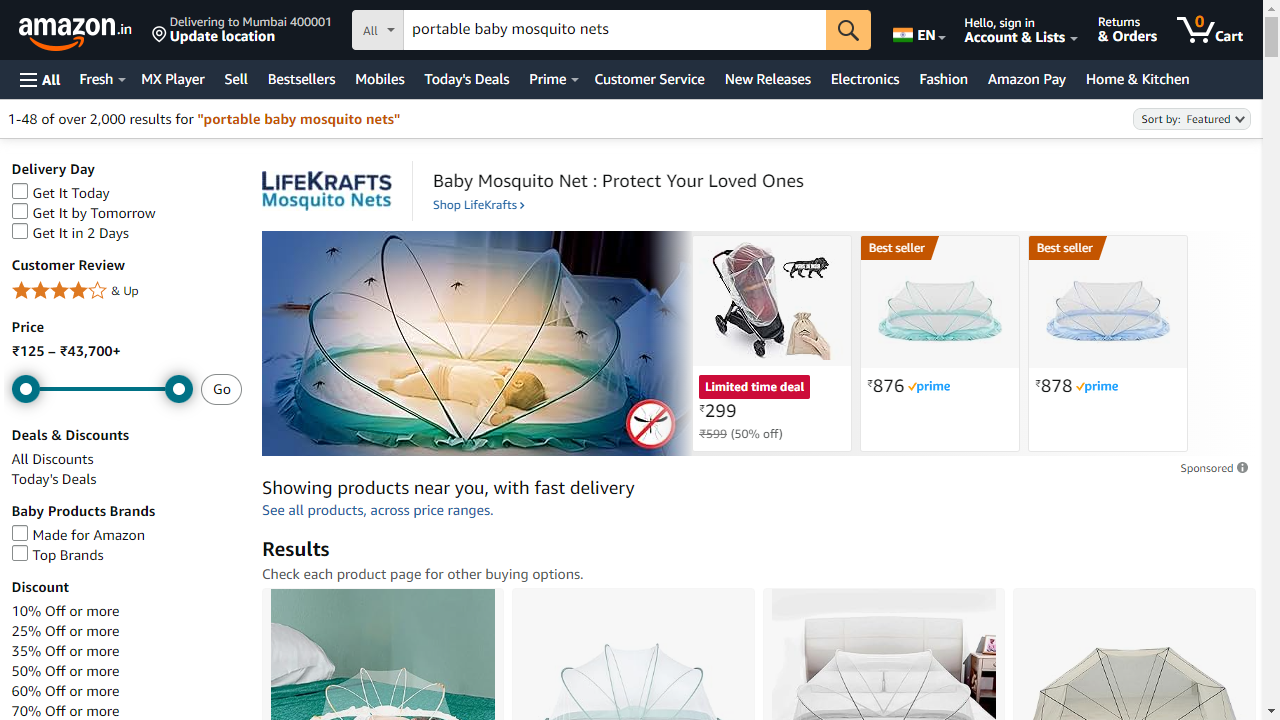 amazon.in
Delivering to Mumbai 400001
Update location
All
portable baby mosquito nets
EN
Hello, sign in
Account & Lists
Returns
& Orders
0
Cart
All
Fresh
MX Player
Sell
Bestsellers
Mobiles
Today's Deals
Prime
Customer Service
New Releases
Electronics
Fashion
Amazon Pay
Home & Kitchen
1-48 of over 2,000 results for "portable baby mosquito nets"
Sort by: Featured
Delivery Day
Get It Today
Get It by Tomorrow
Get It in 2 Days
Customer Review
& Up
Price
₹125 – ₹43,700+
Go
Deals & Discounts
All Discounts
Today's Deals
Baby Products Brands
Made for Amazon
Top Brands
Discount
10% Off or more
25% Off or more
35% Off or more
50% Off or more
60% Off or more
70% Off or more
LIFEKRAFTS
Mosquito Nets
Baby Mosquito Net : Protect Your Loved Ones
Shop LifeKrafts
Limited time deal
₹299
₹599 (50% off)
Best seller
₹876 prime
Best seller
₹878 prime
Sponsored
Showing products near you, with fast delivery
See all products, across price ranges.
Results
Check each product page for other buying options.